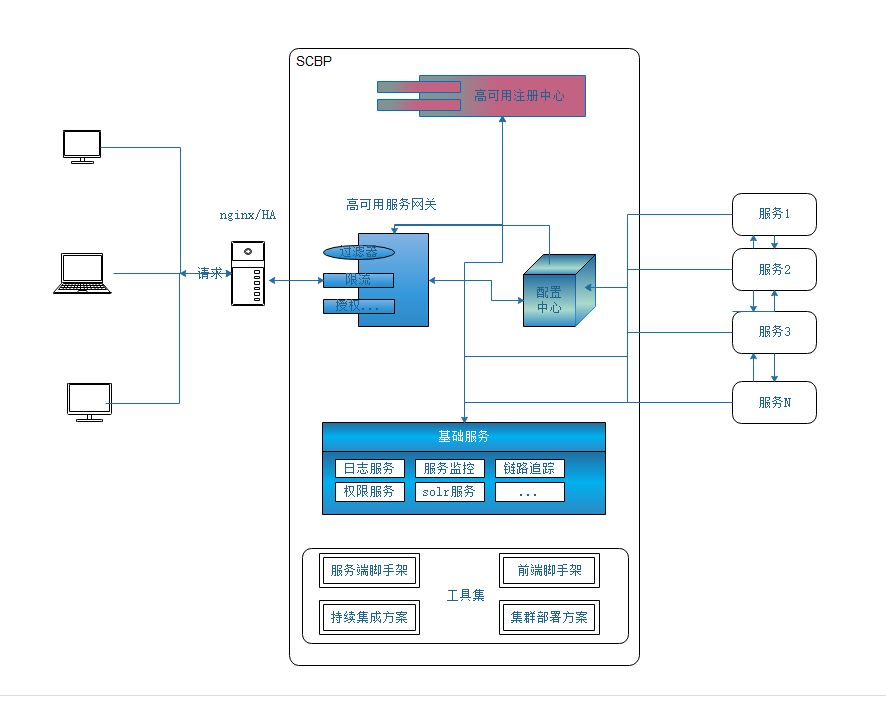 SCBP
高可用注册中心
nginx/HA
高可用服务网关
过滤器
限流
授权...
请求
配置
中心
服务1
服务2
服务3
服务N
基础服务
日志服务
服务监控
链路追踪
权限服务
solr服务
...
服务端脚手架
前端脚手架
工具集
持续集成方案
集群部署方案